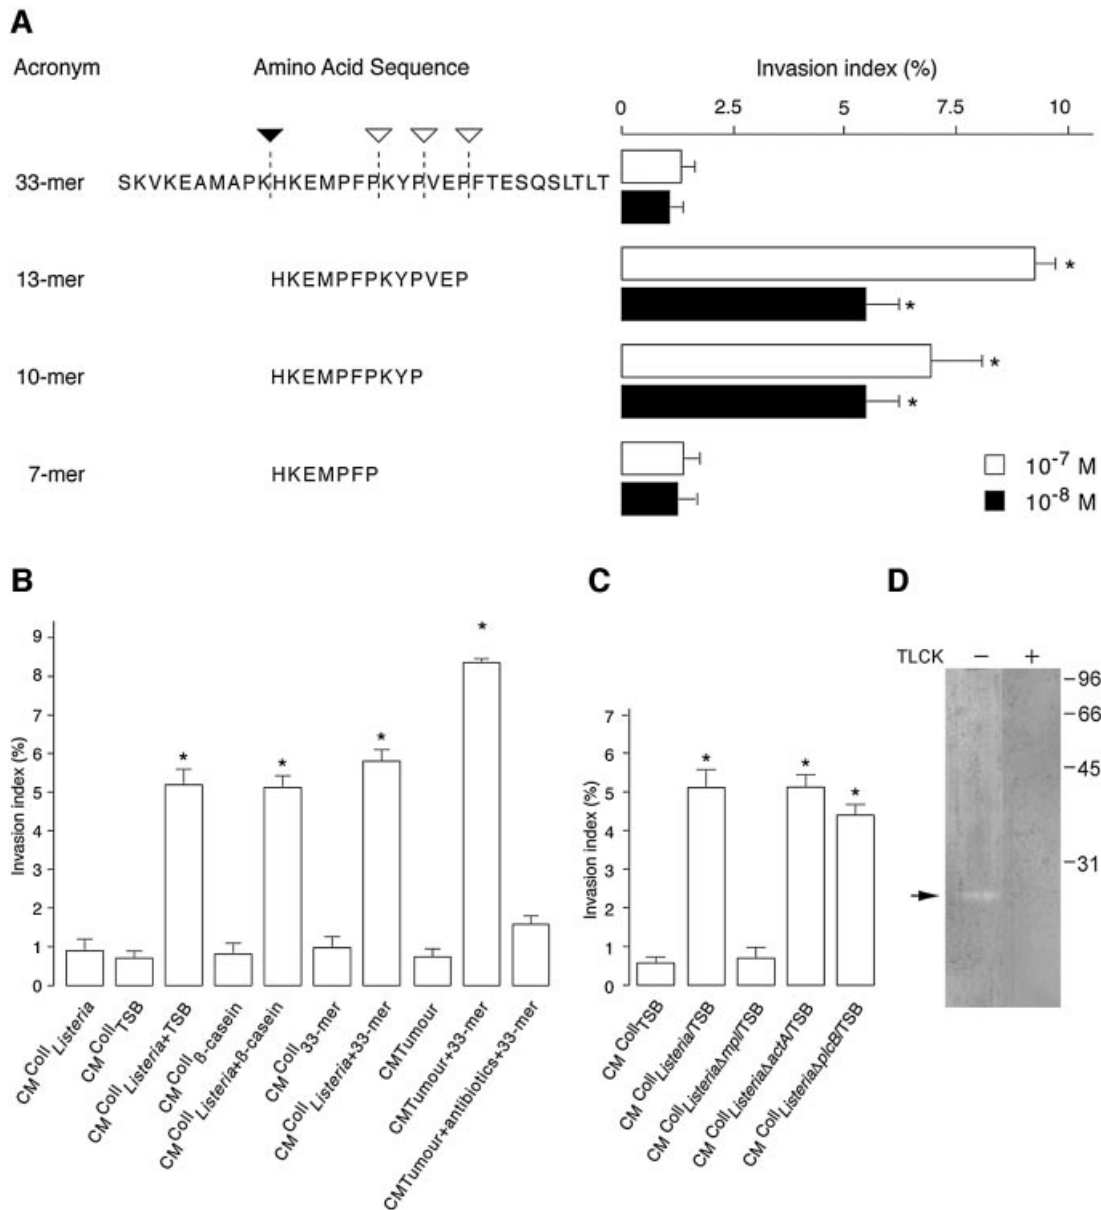 A
Acronym Amino Acid Sequence Invasion index (%)
0 2.5 5 7.5 10
33-mer SKVKEAMAPKHKEMPFPKYPVEPFTESQSLTLT
13-mer HKEMPFPKYPVEP *
*
10-mer HKEMPFPKYP *
*
7-mer HKEMPFP
10-7 M
10-8 M
B
Invasion index (%)
9
8
7
6
5
4
3
2
1
0
* * * *
CM Coll Listeria
CM Coll TSB
CM Coll Listeria+TSB
CM Coll β-casein
CM Coll Listeria+β-casein
CM Coll 33-mer
CM Coll Listeria+33-mer
CMTumour
CMTumour+33-mer
CMTumour+antibiotics+33-mer
C
Invasion index (%)
7
6
5
4
3
2
1
0
* * *
CM Coll TSB
CM Coll Listeria/TSB
CM Coll ListeriaΔmpl/TSB
CM Coll ListeriaΔactA/TSB
CM Coll ListeriaΔplcB/TSB
D
TLCK − +
96
66
45
31